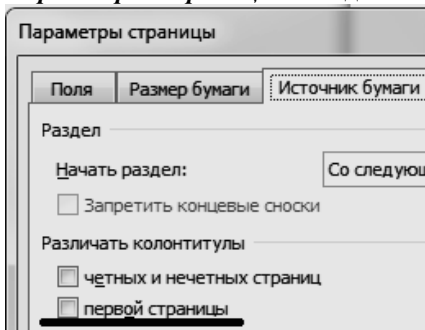 Параметры страницы
Поля Размер бумаги Источник бумаги
Раздел
Начать раздел: Со следующ
Запретить концевые сноски
Различать колонтитулы
четных и нечетных страниц
первой страницы